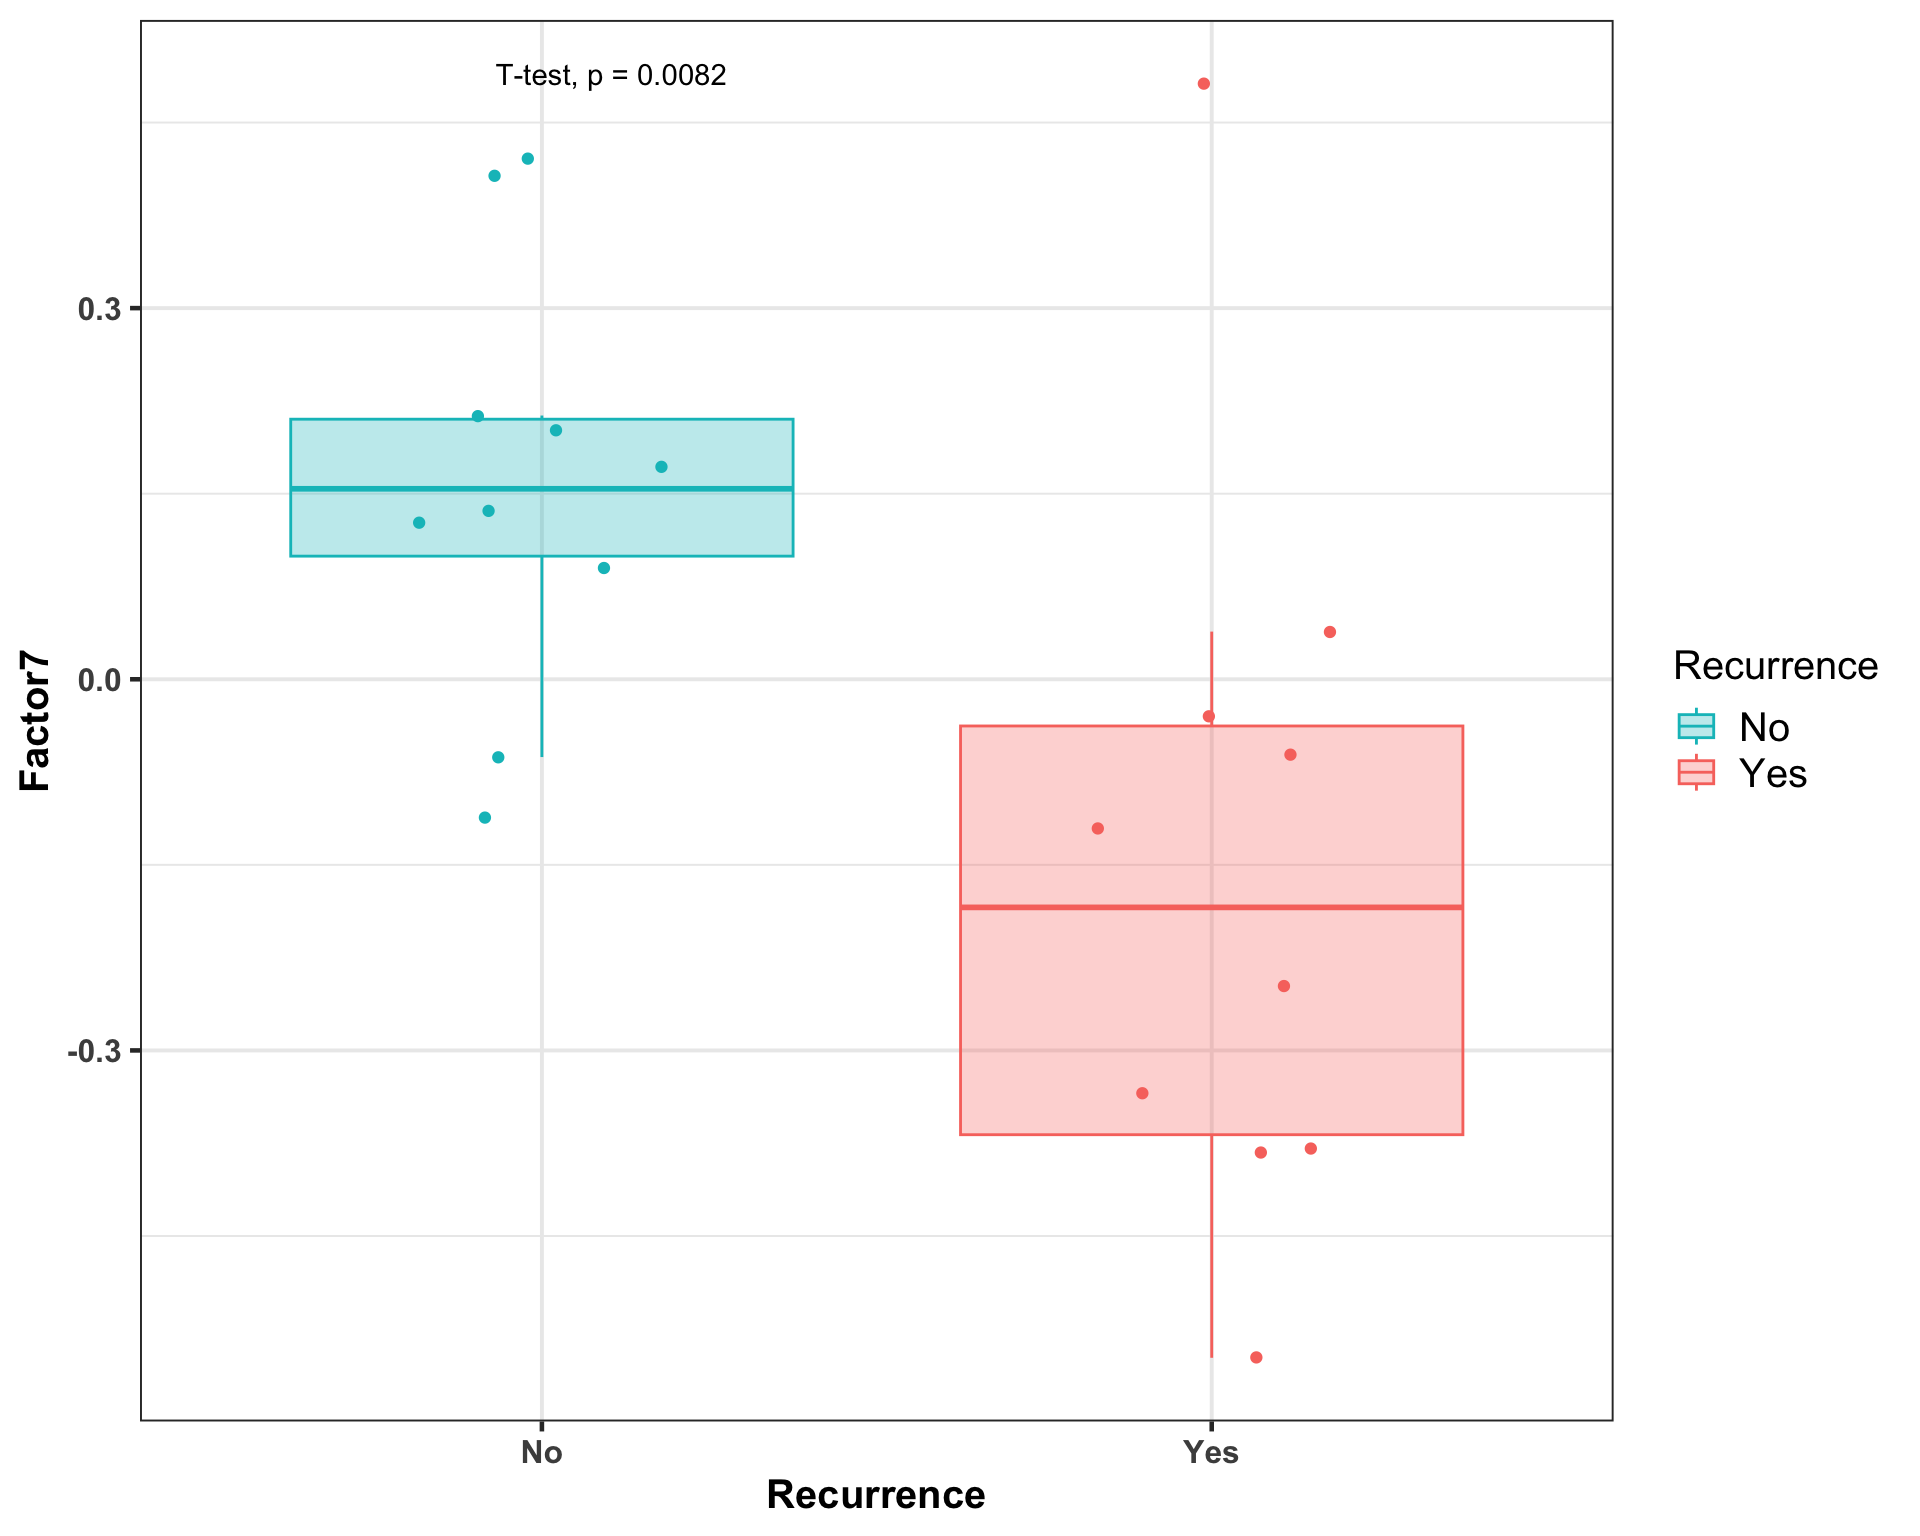 T-test, p = 0.0082
0.3
0.0
-0.3
Factor7
No
Yes
Recurrence
Recurrence
No
Yes